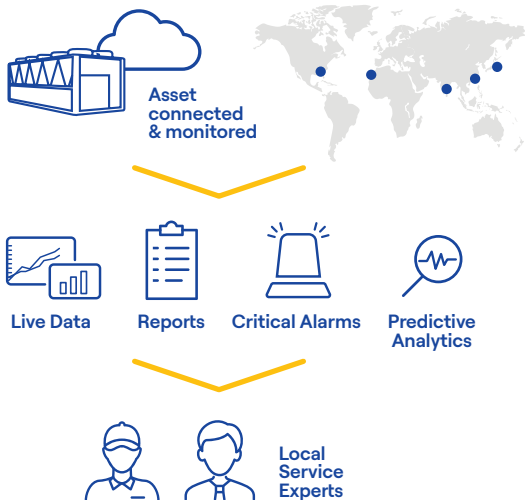 Asset
connected
& monitored
Live Data
Reports
Critical Alarms
Predictive
Analytics
Local
Service
Experts